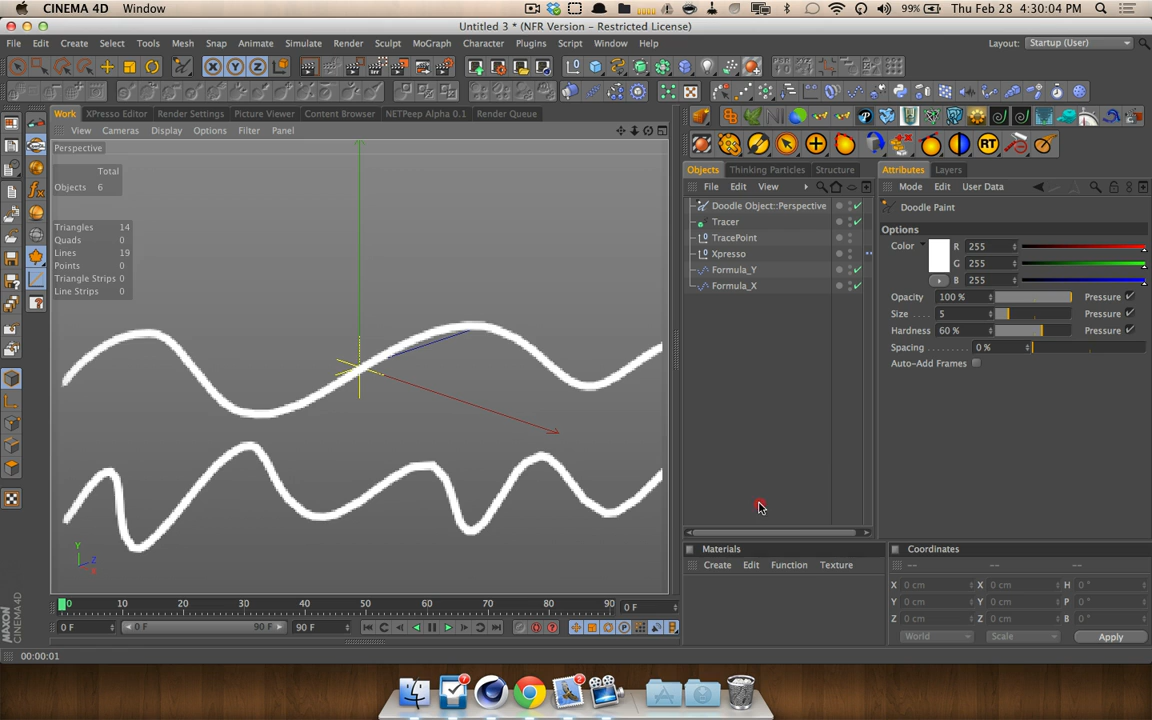 CINEMA 4D Window
99% Thu Feb 28 4:30:04 PM
Untitled 3 * (NFR Version - Restricted License)
File Edit Create Select Tools Mesh Snap Animate Simulate Render Sculpt MoGraph Character Plugins Script Window Help
Layout: Startup (User)
X Y Z
RT
Work XPresso Editor Render Settings Picture Viewer Content Browser NETPeep Alpha 0.1 Render Queue
View Cameras Display Options Filter Panel
Perspective
Total
Objects 6
Triangles 14
Quads 0
Lines 19
Points 0
Triangle Strips 0
Line Strips 0
Y
Z
X
Objects Thinking Particles Structure
File Edit View
Doodle Object::Perspective
Tracer
TracePoint
Xpresso
Formula_Y
Formula_X
Attributes Layers
Mode Edit User Data
Doodle Paint
Options
Color R 255
G 255
B 255
Opacity 100 % Pressure
Size 5 Pressure
Hardness 60 % Pressure
Spacing 0 %
Auto-Add Frames
Materials
Create Edit Function Texture
Coordinates
-- -- --
X 0 cm X 0 cm H 0 °
Y 0 cm Y 0 cm P 0 °
Z 0 cm Z 0 cm B 0 °
World Scale Apply
0 10 20 30 40 50 60 70 80 90 0 F
0 F 0 F 90 F 90 F
00:00:01
MAXON
CINEMA 4D
7
2